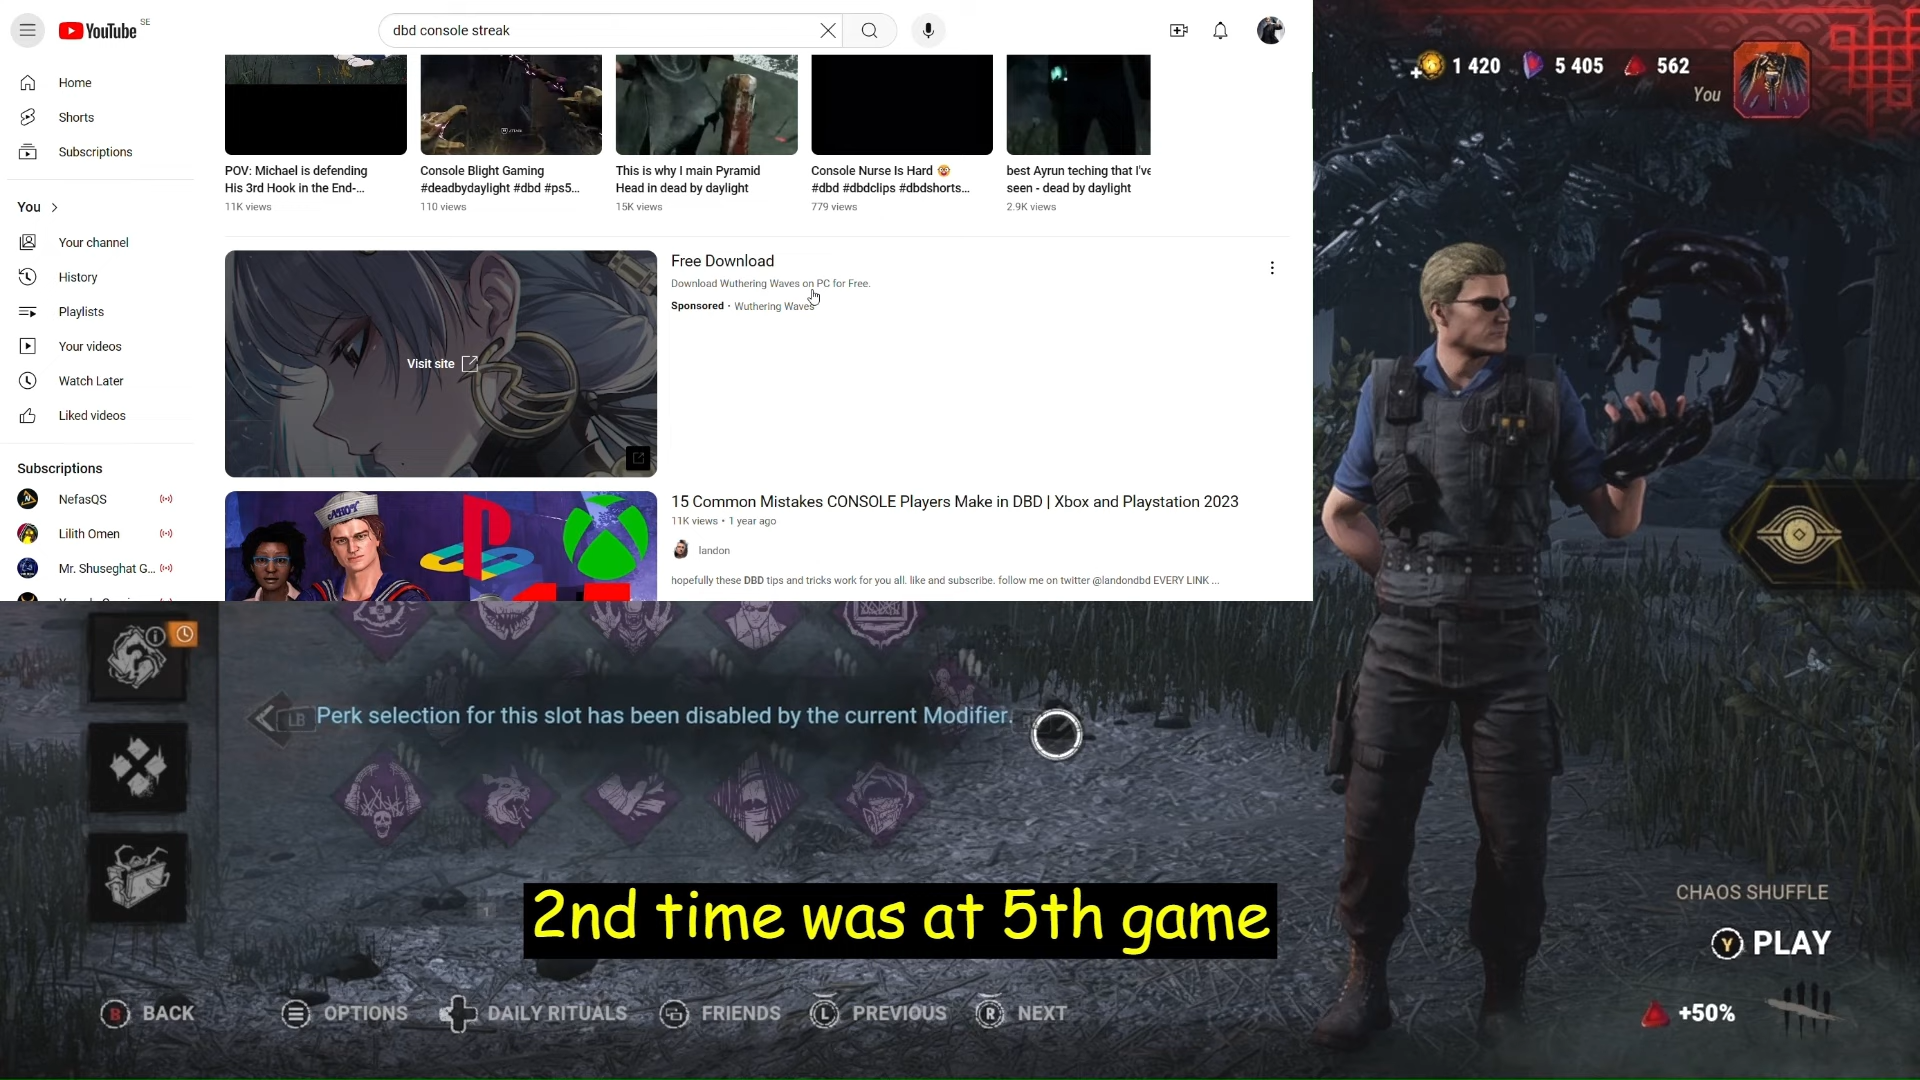 YouTube SE
dbd console streak
Home
Shorts
Subscriptions
You
Your channel
History
Playlists
Your videos
Watch Later
Liked videos
Subscriptions
NefasQS
Lilith Omen
Mr. Shuseghat G...
POV: Michael is defending
His 3rd Hook in the End-...
11K views
Console Blight Gaming
#deadbydaylight #dbd #ps5...
110 views
This is why I main Pyramid
Head in dead by daylight
15K views
Console Nurse Is Hard 🤡
#dbd #dbdclips #dbdshorts...
779 views
best Ayrun teching that I've
seen - dead by daylight
2.9K views
Visit site
Free Download
Download Wuthering Waves on PC for Free.
Sponsored · Wuthering Waves
AHOY
15 Common Mistakes CONSOLE Players Make in DBD | Xbox and Playstation 2023
11K views • 1 year ago
landon
hopefully these DBD tips and tricks work for you all. like and subscribe. follow me on twitter @landondbd EVERY LINK ...
1 420 5 405 562
You
LB
Perk selection for this slot has been disabled by the current Modifier.
1
2nd time was at 5th game
CHAOS SHUFFLE
Y PLAY
+50%
B BACK
OPTIONS
DAILY RITUALS
FRIENDS
L PREVIOUS
R NEXT